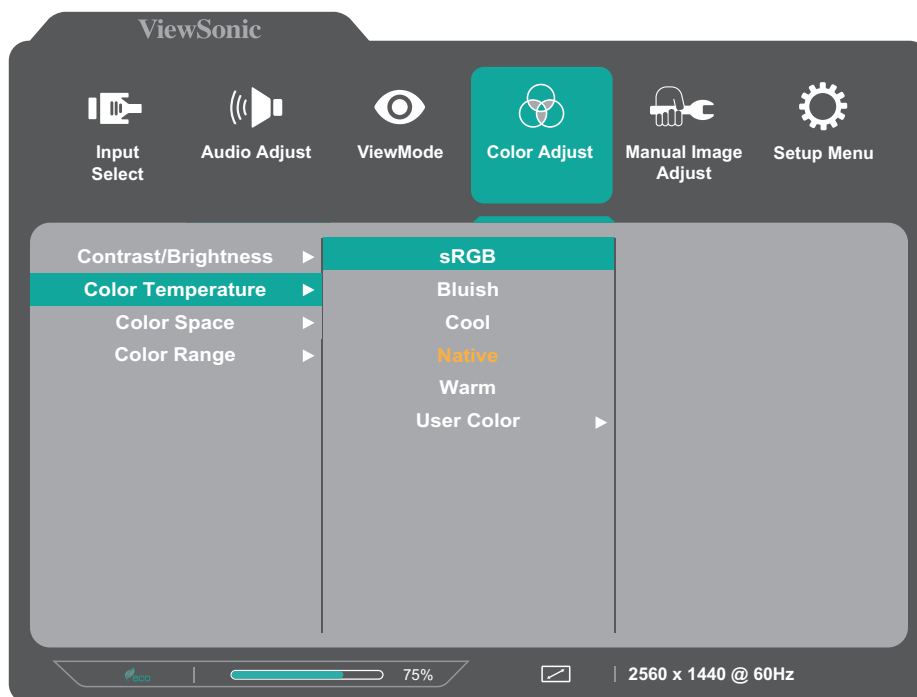 ViewSonic
Input
Select
Audio Adjust
ViewMode
Color Adjust
Manual Image
Adjust
Setup Menu
Contrast/Brightness
Color Temperature
Color Space
Color Range
sRGB
Bluish
Cool
Native
Warm
User Color
eco
75%
2560 x 1440 @ 60Hz